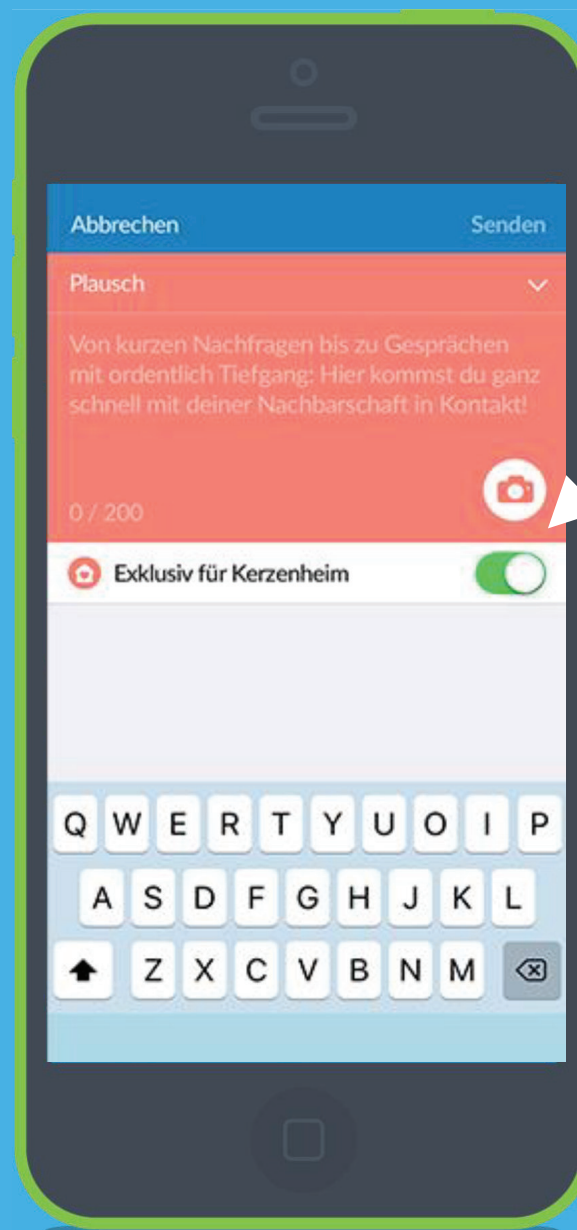 Abbrechen Senden
Plausch
Von kurzen Nachfragen bis zu Gesprächen
mit ordentlich Tiefgang: Hier kommst du ganz
schnell mit deiner Nachbarschaft in Kontakt!
0 / 200
Exklusiv für Kerzenheim
Q W E R T Y U O I P
A S D F G H J K L
Z X C V B N M